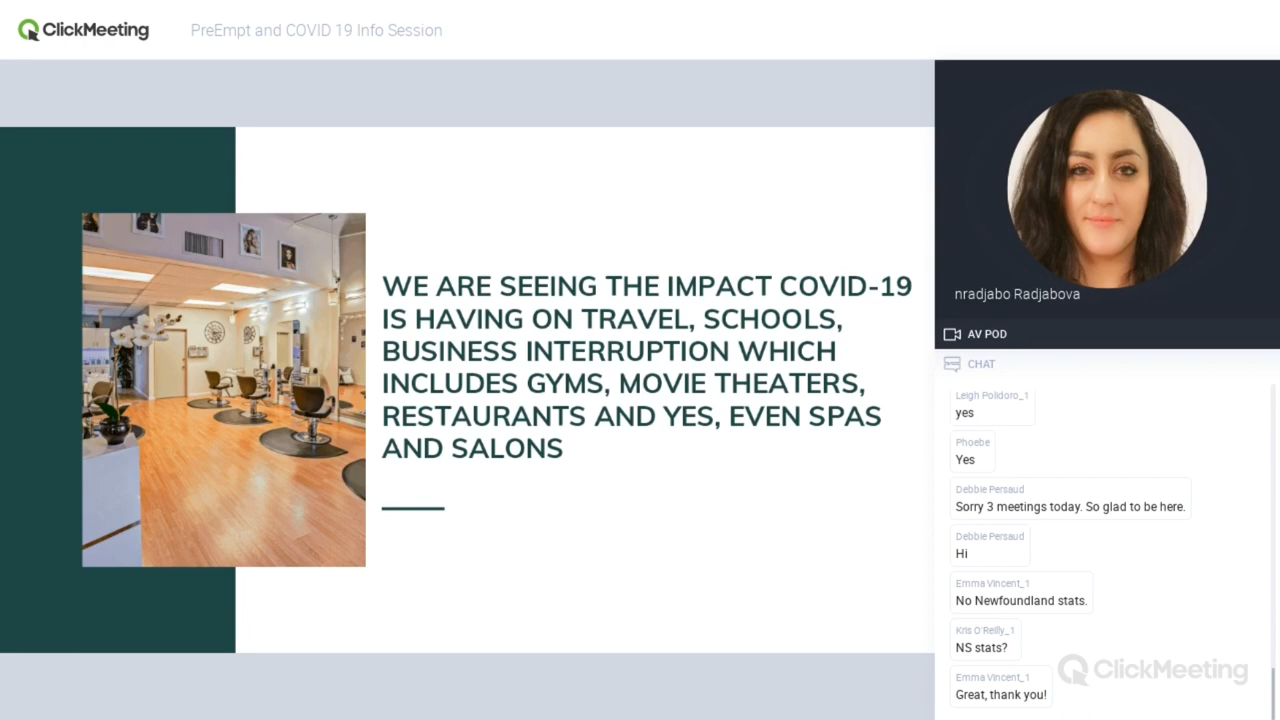 ClickMeeting
PreEmpt and COVID 19 Info Session
WE ARE SEEING THE IMPACT COVID-19
IS HAVING ON TRAVEL, SCHOOLS,
BUSINESS INTERRUPTION WHICH
INCLUDES GYMS, MOVIE THEATERS,
RESTAURANTS AND YES, EVEN SPAS
AND SALONS
nradjabo Radjabova
AV POD
CHAT
Leigh Polidoro_1
yes
Phoebe
Yes
Debbie Persaud
Sorry 3 meetings today. So glad to be here.
Debbie Persaud
Hi
Emma Vincent_1
No Newfoundland stats.
Kris O'Reilly_1
NS stats?
Emma Vincent_1
Great, thank you!
ClickMeeting